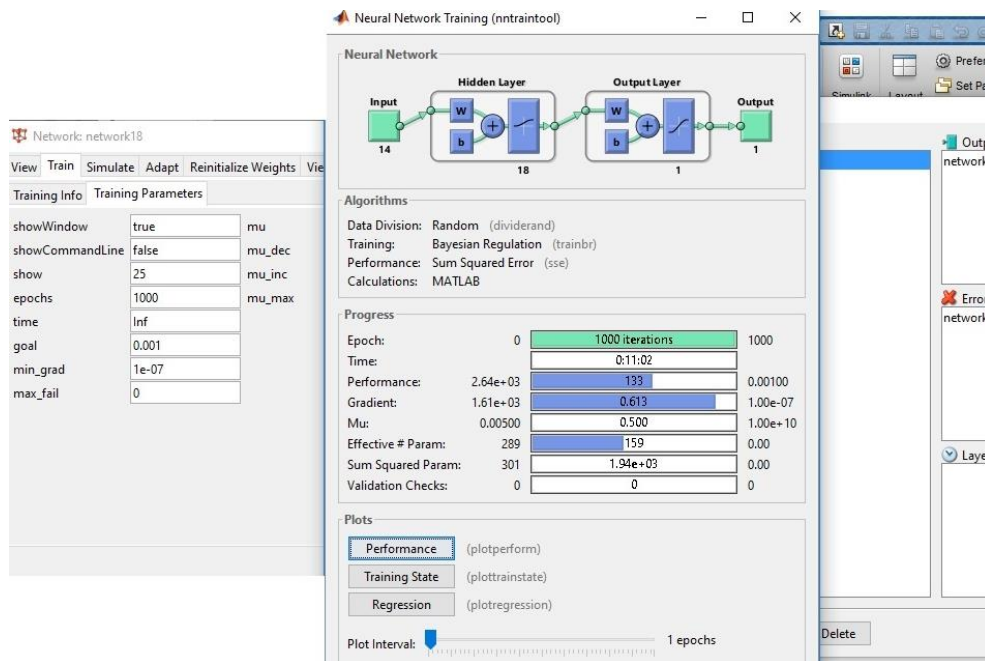 Network: network18
View Train Simulate Adapt Reinitialize Weights Vie
Training Info Training Parameters
showWindow true mu
showCommandLine false mu_dec
show 25 mu_inc
epochs 1000 mu_max
time Inf
goal 0.001
min_grad 1e-07
max_fail 0
Neural Network Training (nntraintool)
Neural Network
Hidden Layer Output Layer
Input Output
W W
b b
14 18 1 1
Algorithms
Data Division: Random (dividerand)
Training: Bayesian Regulation (trainbr)
Performance: Sum Squared Error (sse)
Calculations: MATLAB
Progress
Epoch: 0 1000 iterations 1000
Time: 0:11:02
Performance: 2.64e+03 133 0.00100
Gradient: 1.61e+03 0.613 1.00e-07
Mu: 0.00500 0.500 1.00e+10
Effective # Param: 289 159 0.00
Sum Squared Param: 301 1.94e+03 0.00
Validation Checks: 0 0 0
Plots
Performance (plotperform)
Training State (plottrainstate)
Regression (plotregression)
Plot Interval: 1 epochs
Prefer
Set Pa
Simulink Layout
Outp
network
Error
network
Laye
Delete